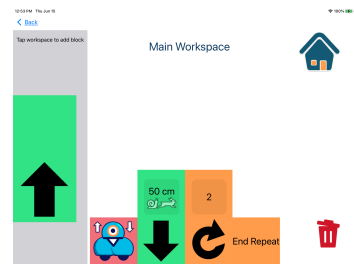 12:53 PM Thu Jun 15
100%
Back
Tap workspace to add block
Main Workspace
50 cm
2
End Repeat